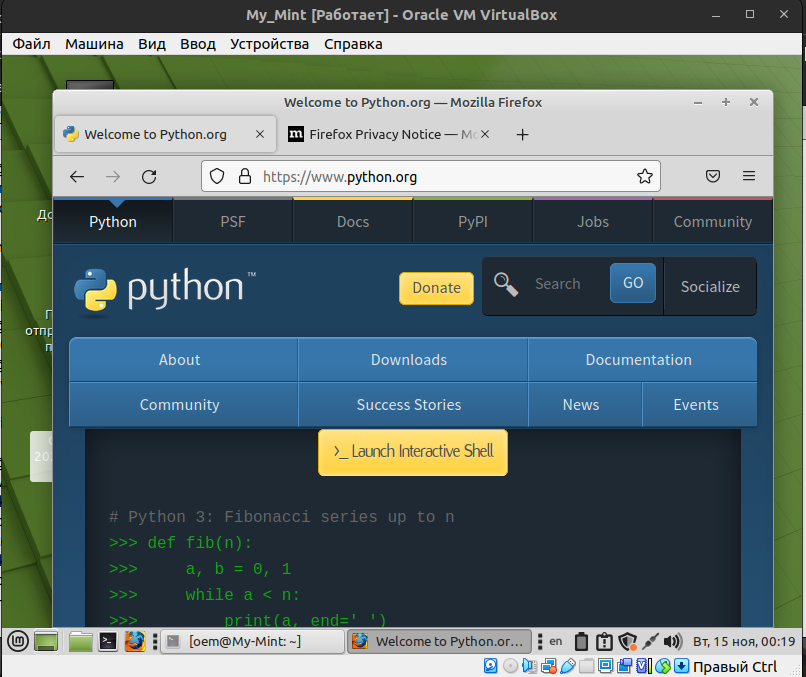 My_Mint [Работает] - Oracle VM VirtualBox
Файл Машина Вид Ввод Устройства Справка
Welcome to Python.org — Mozilla Firefox
Welcome to Python.org
Firefox Privacy Notice — Mo
https://www.python.org
Python PSF Docs PyPI Jobs Community
python™
Donate Search GO Socialize
About Downloads Documentation
Community Success Stories News Events
>_ Launch Interactive Shell
# Python 3: Fibonacci series up to n
>>> def fib(n):
>>>     a, b = 0, 1
>>>     while a < n:
>>>         print(a, end=' ')
[oem@My-Mint: ~] Welcome to Python.or... en Вт, 15 ноя, 00:19
Правый Ctrl